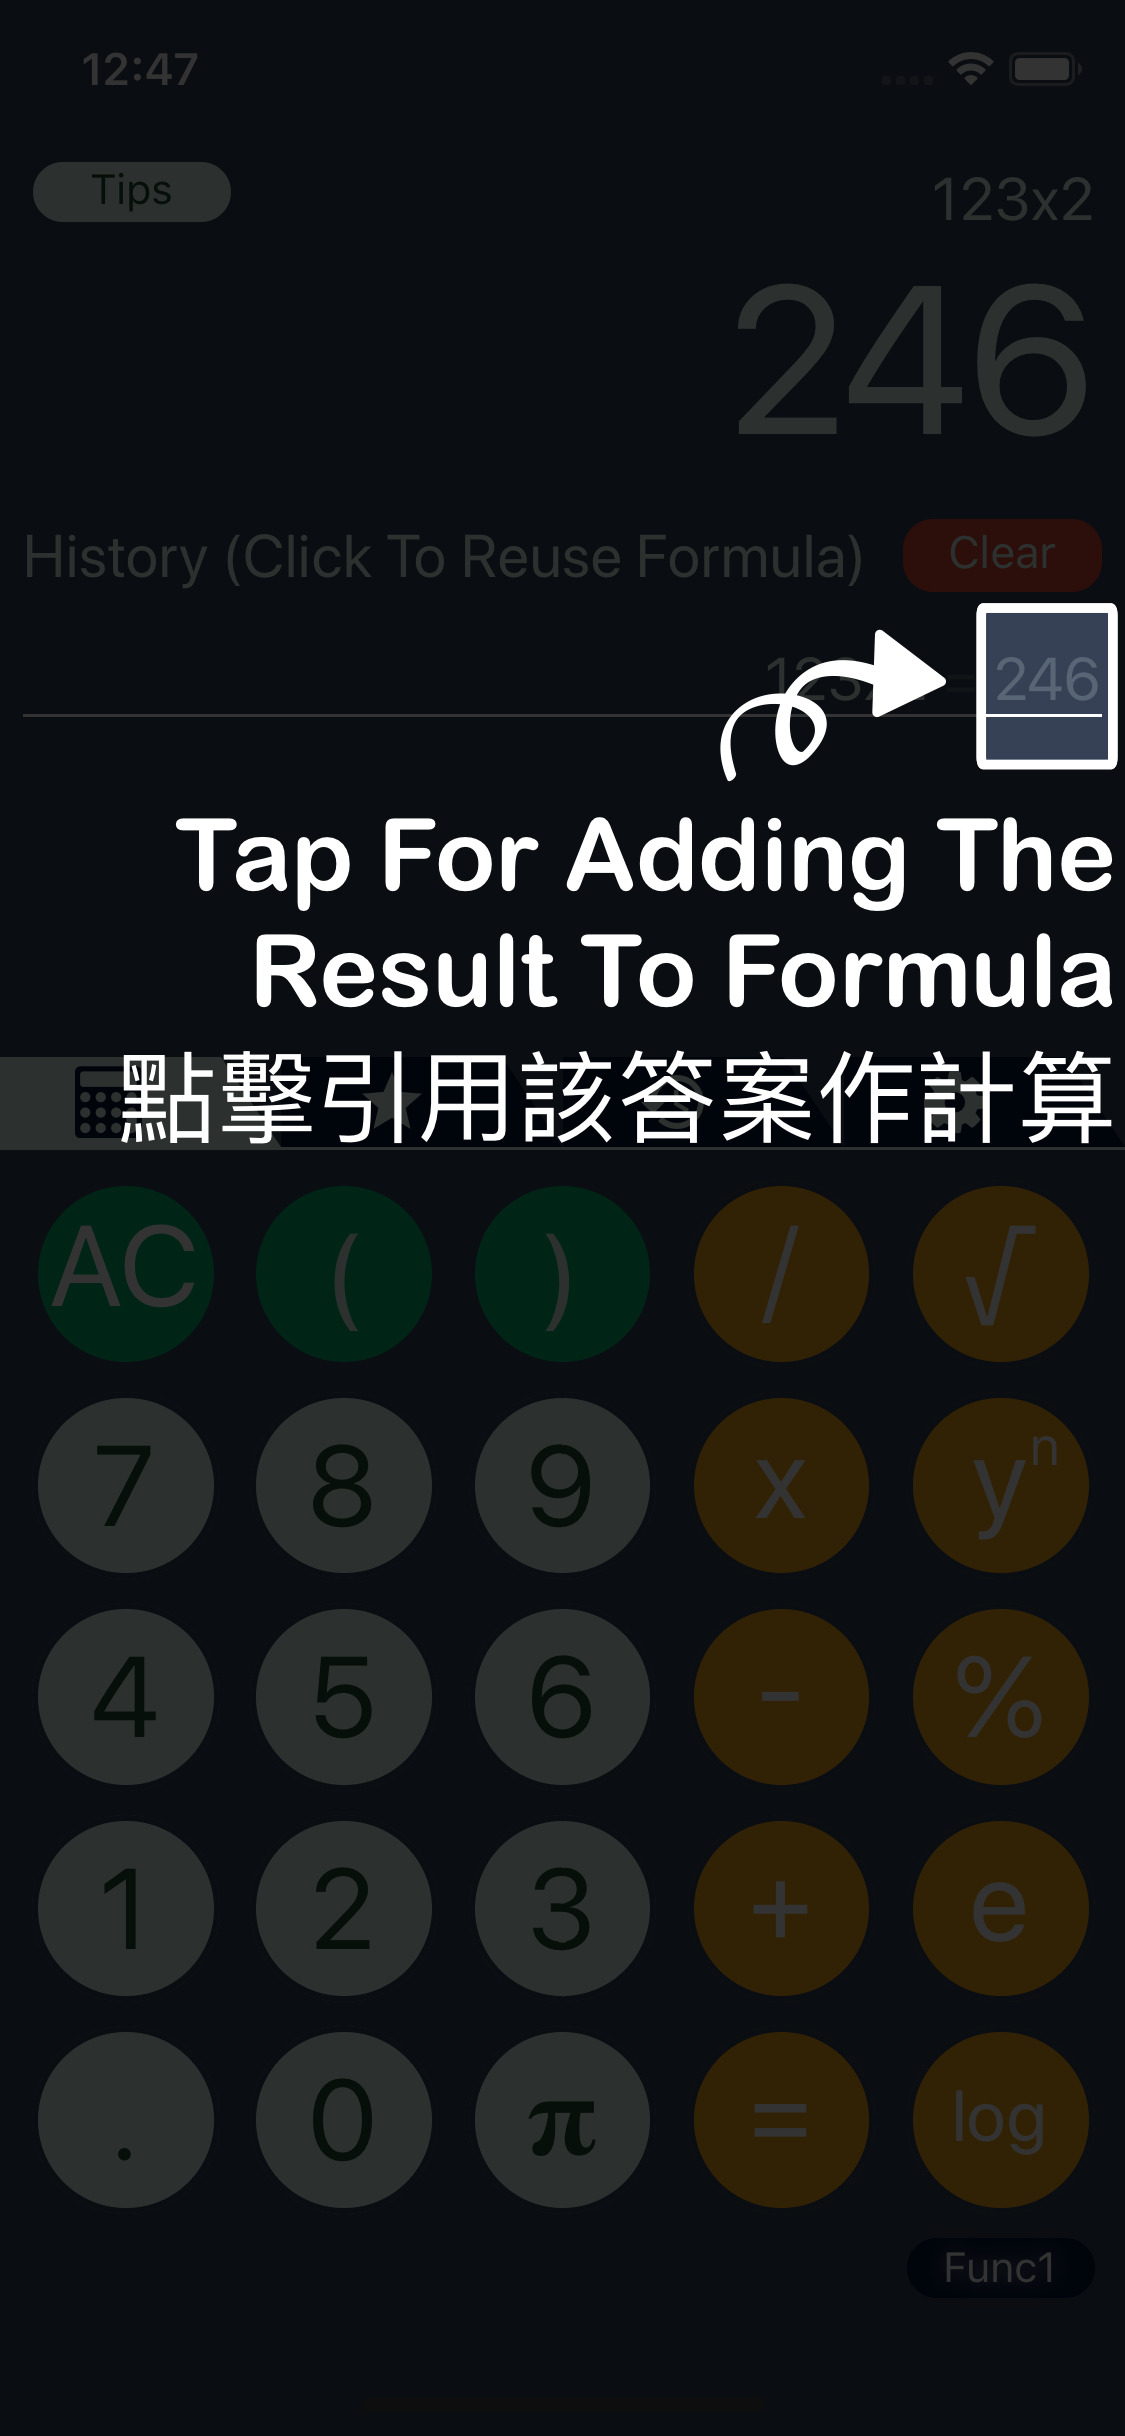 12:47
Tips
123x2
246
History (Click To Reuse Formula)
Clear
246
Tap For Adding The
Result To Formula
點擊引用該答案作計算
AC ( ) / √
7 8 9 x yⁿ
4 5 6 - %
1 2 3 + e
. 0 π = log
Func1